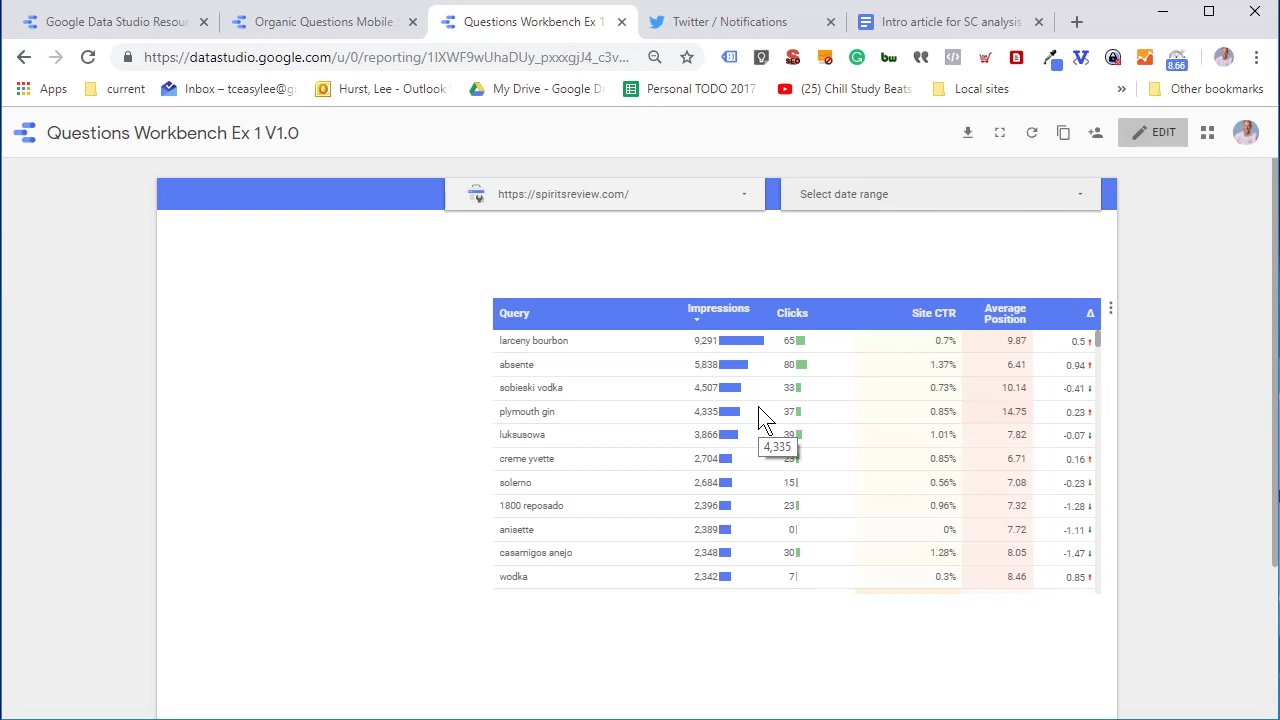 Google Data Studio Resou
Organic Questions Mobile
Questions Workbench Ex 1
Twitter / Notifications
Intro article for SC analysis
https://datastudio.google.com/u/0/reporting/
8.66
Apps
current
Inbox – tceasylee@g
Hurst, Lee - Outlook
My Drive - Google D
Personal TODO 2017
(25) Chill Study Beats
Local sites
»
Other bookmarks
Questions Workbench Ex 1 V1.0
EDIT
https://spiritsreview.com/
Select date range
Query Impressions Clicks Site CTR Average Position Δ
larceny bourbon 9,291 65 0.7% 9.87 0.5
absente 5,838 80 1.37% 6.41 0.94
sobieski vodka 4,507 33 0.73% 10.14 -0.41
plymouth gin 4,335 37 0.85% 14.75 0.23
luksusowa 3,866 39 1.01% 7.82 -0.07
4,335
creme yvette 2,704 23 0.85% 6.71 0.16
solerno 2,684 15 0.56% 7.08 -0.23
1800 reposado 2,396 23 0.96% 7.32 -1.28
anisette 2,389 0 0% 7.72 -1.11
casamigos anejo 2,348 30 1.28% 8.05 -1.47
wodka 2,342 7 0.3% 8.46 0.85